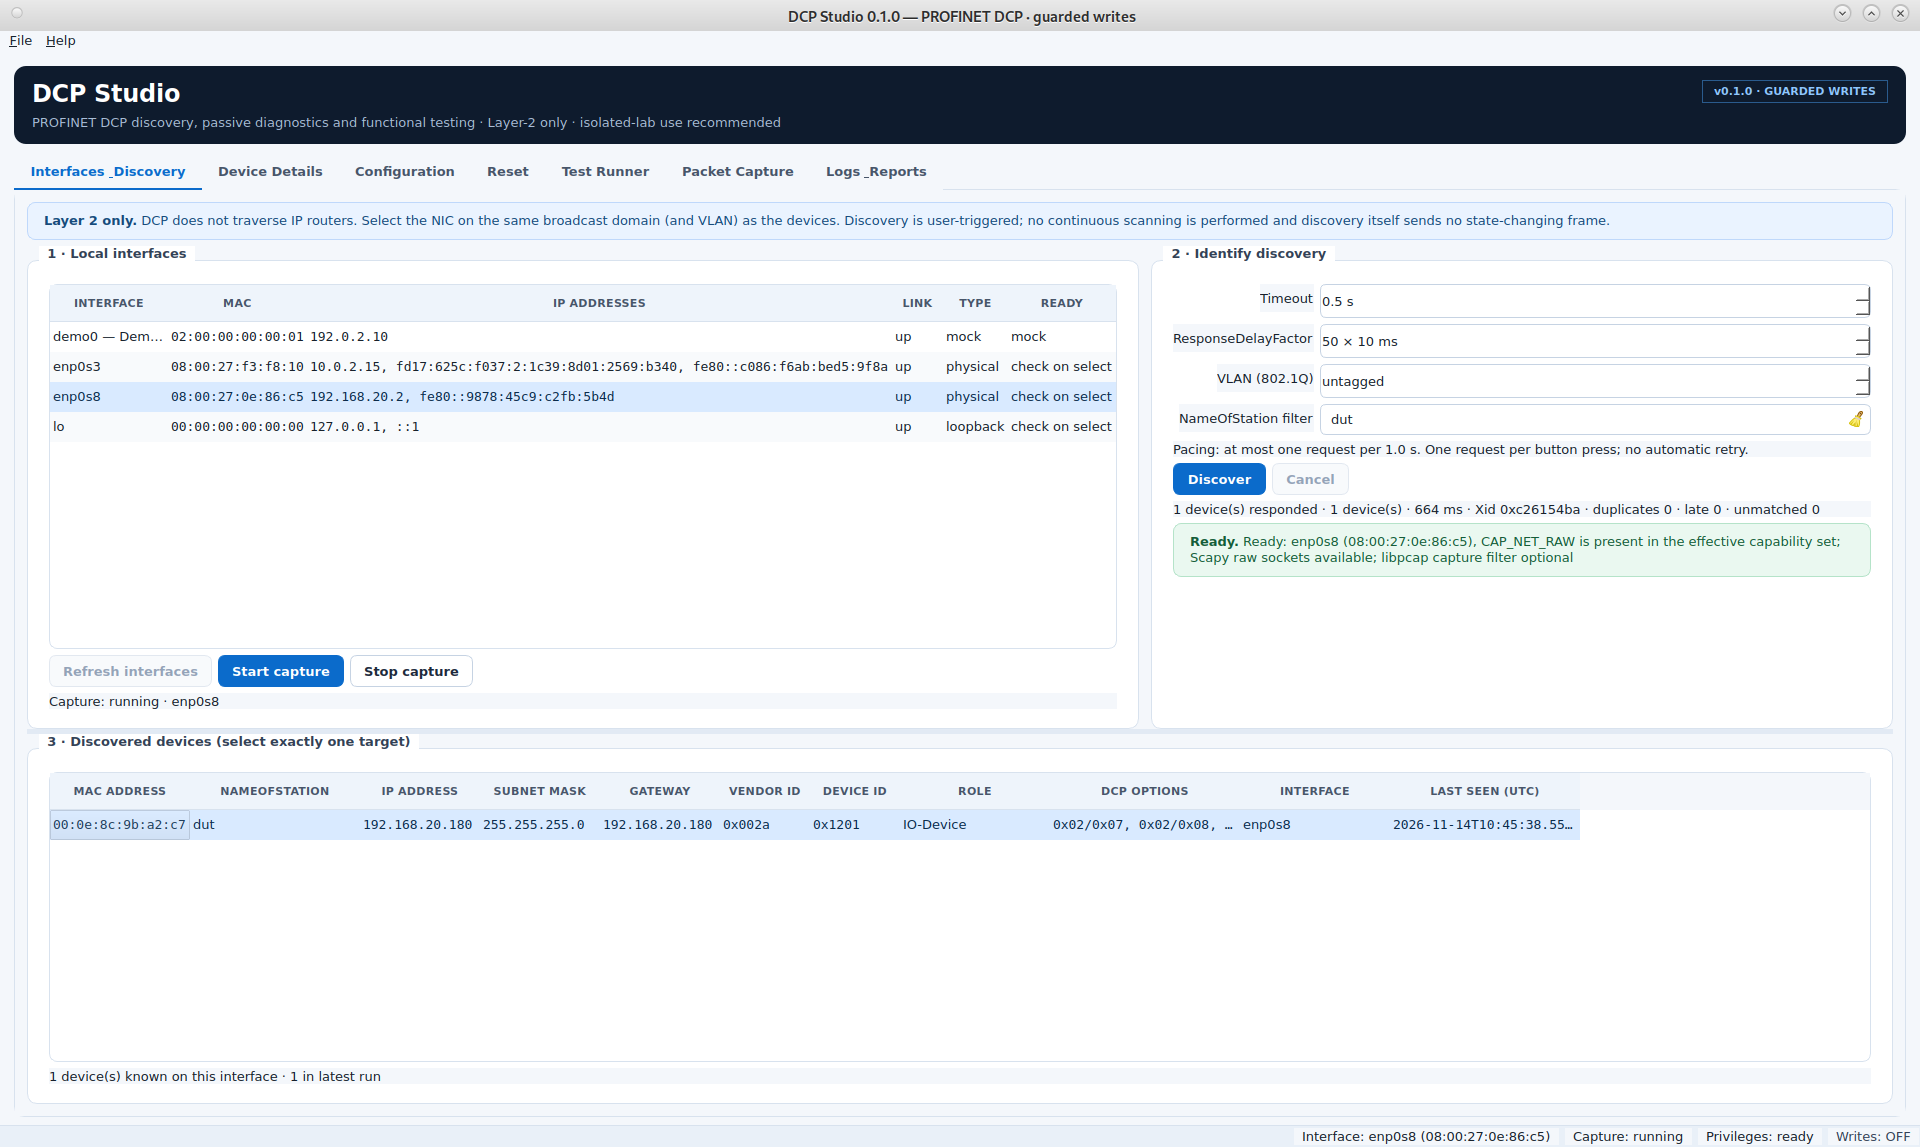 DCP Studio 0.1.0 — PROFINET DCP · guarded writes
File Help
DCP Studio
v0.1.0 · GUARDED WRITES
PROFINET DCP discovery, passive diagnostics and functional testing · Layer-2 only · isolated-lab use recommended
Interfaces _Discovery Device Details Configuration Reset Test Runner Packet Capture Logs _Reports
Layer 2 only. DCP does not traverse IP routers. Select the NIC on the same broadcast domain (and VLAN) as the devices. Discovery is user-triggered; no continuous scanning is performed and discovery itself sends no state-changing frame.
1 · Local interfaces
INTERFACE MAC IP ADDRESSES LINK TYPE READY
demo0 — Dem... 02:00:00:00:00:01 192.0.2.10 up mock mock
enp0s3 08:00:27:f3:f8:10 10.0.2.15, fd17:625c:f037:2:1c39:8d01:2569:b340, fe80::c086:f6ab:bed5:9f8a up physical check on select
enp0s8 08:00:27:0e:86:c5 192.168.20.2, fe80::9878:45c9:c2fb:5b4d up physical check on select
lo 00:00:00:00:00:00 127.0.0.1, ::1 up loopback check on select
Refresh interfaces Start capture Stop capture
Capture: running · enp0s8
2 · Identify discovery
Timeout 0.5 s
ResponseDelayFactor 50 × 10 ms
VLAN (802.1Q) untagged
NameOfStation filter dut
Pacing: at most one request per 1.0 s. One request per button press; no automatic retry.
Discover Cancel
1 device(s) responded · 1 device(s) · 664 ms · Xid 0xc26154ba · duplicates 0 · late 0 · unmatched 0
Ready. Ready: enp0s8 (08:00:27:0e:86:c5), CAP_NET_RAW is present in the effective capability set;
Scapy raw sockets available; libpcap capture filter optional
3 · Discovered devices (select exactly one target)
MAC ADDRESS NAMEOFSTATION IP ADDRESS SUBNET MASK GATEWAY VENDOR ID DEVICE ID ROLE DCP OPTIONS INTERFACE LAST SEEN (UTC)
00:0e:8c:9b:a2:c7 dut 192.168.20.180 255.255.255.0 192.168.20.180 0x002a 0x1201 IO-Device 0x02/0x07, 0x02/0x08, … enp0s8 2026-11-14T10:45:38.55…
1 device(s) known on this interface · 1 in latest run
Interface: enp0s8 (08:00:27:0e:86:c5) Capture: running Privileges: ready Writes: OFF